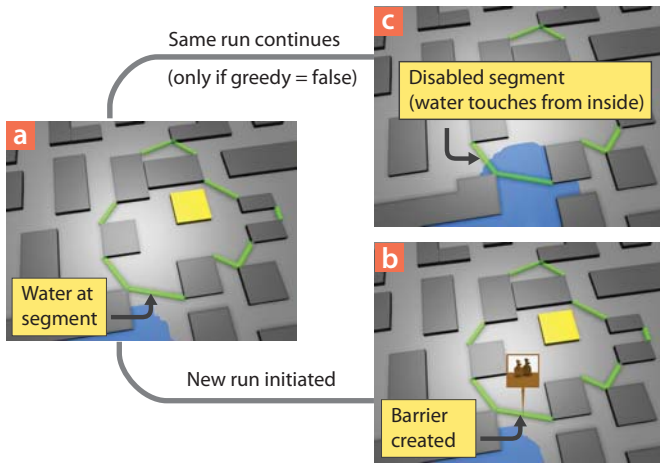 Same run continues
(only if greedy = false)
c
Disabled segment
(water touches from inside)
a
Water at
segment
b
New run initiated
Barrier
created